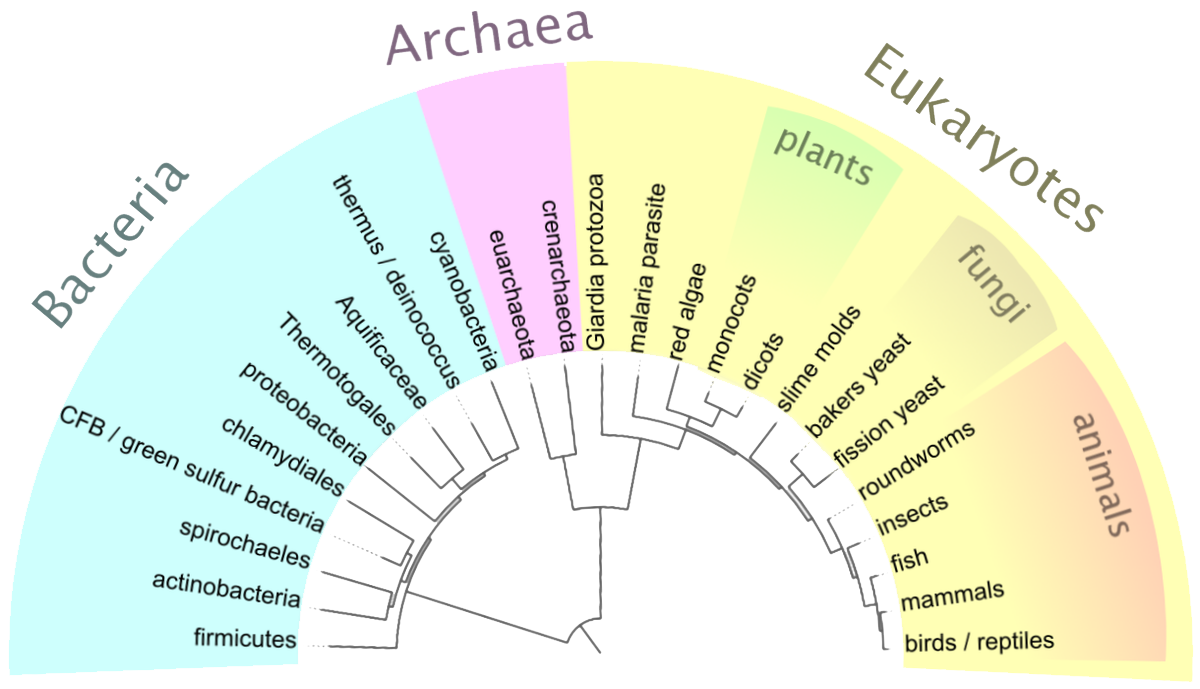 Bacteria
Archaea
Eukaryotes
plants
fungi
animals
firmicutes
actinobacteria
spirochaeles
CFB / green sulfur bacteria
chlamydiales
proteobacteria
Thermotogales
Aquificaceae
thermus / deinococcus
cyanobacteria
euarchaeota
crenarchaeota
Giardia protozoa
malaria parasite
red algae
monocots
dicots
slime molds
bakers yeast
fission yeast
roundworms
insects
fish
mammals
birds / reptiles